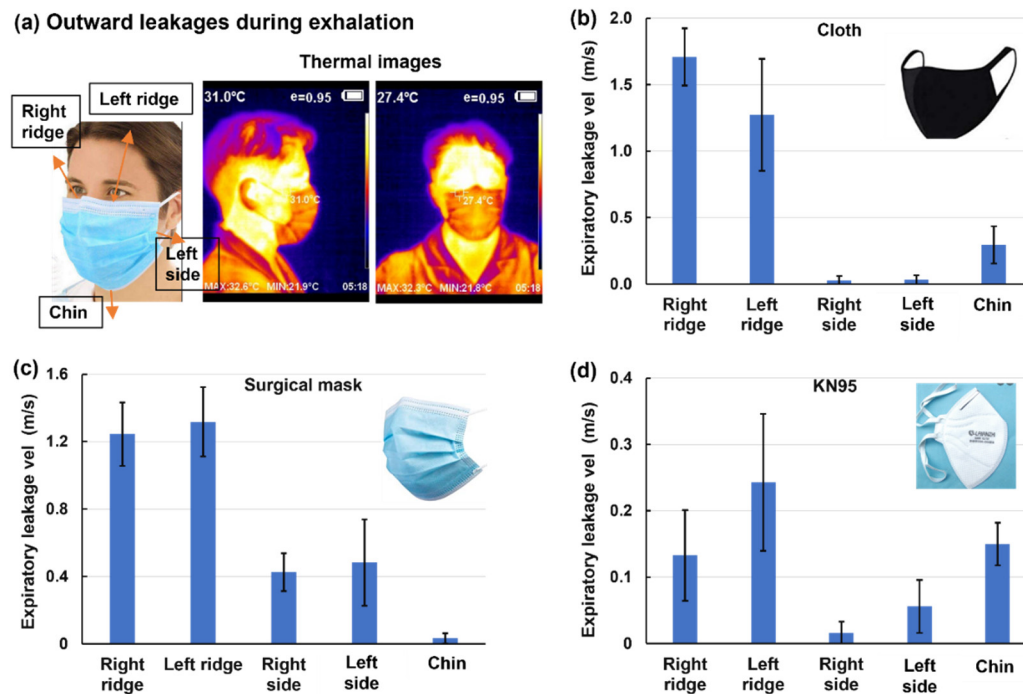 (a) Outward leakages during exhalation
Thermal images
Left ridge
Right
ridge
Left
side
Chin
31.0°C
e=0.95
31.0°C
MAX:32.6°C
MIN:21.9°C
05:18
27.4°C
e=0.95
27.4°C
MAX:32.3°C
MIN:21.8°C
05:18
(b)
Cloth
Expiratory leakage vel (m/s)
2.0
1.5
1.0
0.5
0.0
Right
ridge
Left
ridge
Right
side
Left
side
Chin
(c)
Surgical mask
Expiratory leakage vel (m/s)
1.6
1.2
0.8
0.4
0
Right
ridge
Left ridge
Right
side
Left
side
Chin
(d)
KN95
Expiratory leakage vel (m/s)
0.4
0.3
0.2
0.1
0
Right
ridge
Left
ridge
Right
side
Left
side
Chin